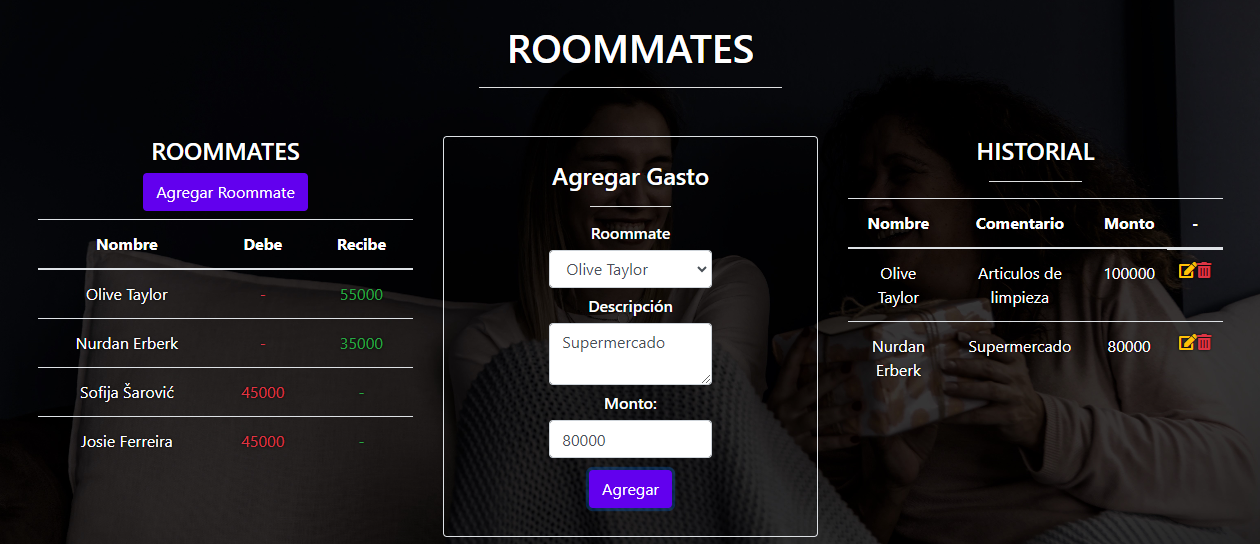 ROOMMATES
ROOMMATES
Agregar Roommate
Nombre Debe Recibe
Olive Taylor - 55000
Nurdan Erberk - 35000
Sofija Šarović 45000 -
Josie Ferreira 45000 -
Agregar Gasto
Roommate
Olive Taylor
Descripción
Supermercado
Monto:
80000
Agregar
HISTORIAL
Nombre Comentario Monto -
Olive Articulos de 100000
Taylor limpieza
Nurdan Supermercado 80000
Erberk